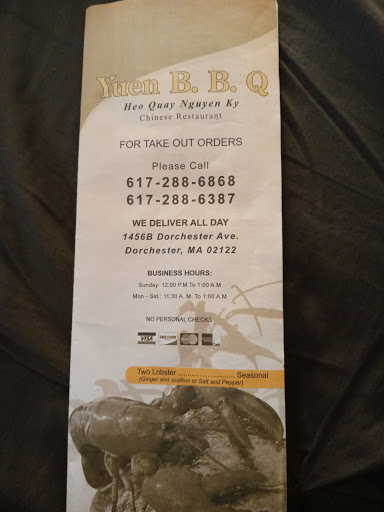 Yuen B. B. Q
Heo Quay Nguyen Ky
Chinese Restaurant
FOR TAKE OUT ORDERS
Please Call
617-288-6868
617-288-6387
WE DELIVER ALL DAY
1456B Dorchester Ave.
Dorchester, MA 02122
BUSINESS HOURS:
Sunday: 12:00 P.M To 1:00 A.M
Mon - Sat.: 11:30 A. M. To 1:00 A.M
NO PERSONAL CHECKS
VISA DISCOVER
Two Lobster..........................Seasonal
(Ginger and scallion or Salt and Pepper)